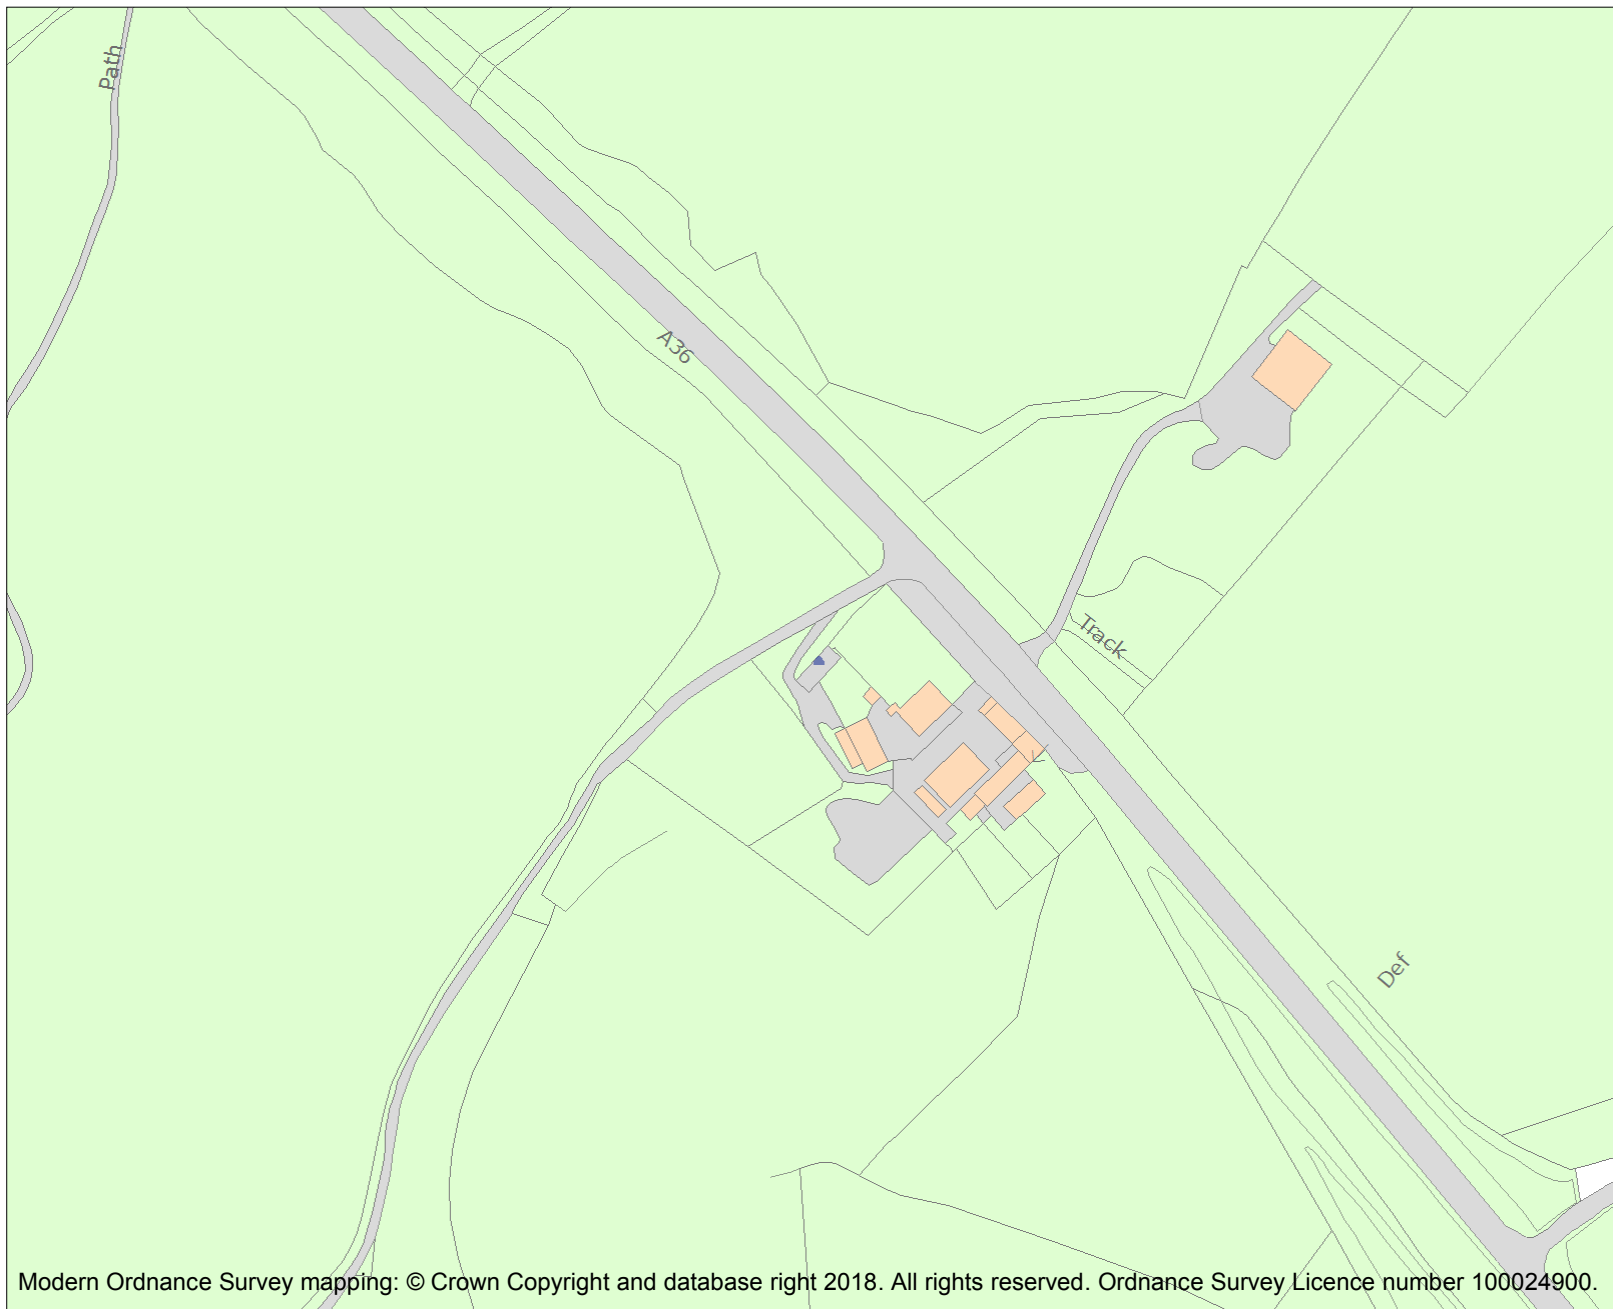 Path
A36
Track
Def
Modern Ordnance Survey mapping: © Crown Copyright and database right 2018. All rights reserved. Ordnance Survey Licence number 100024900.